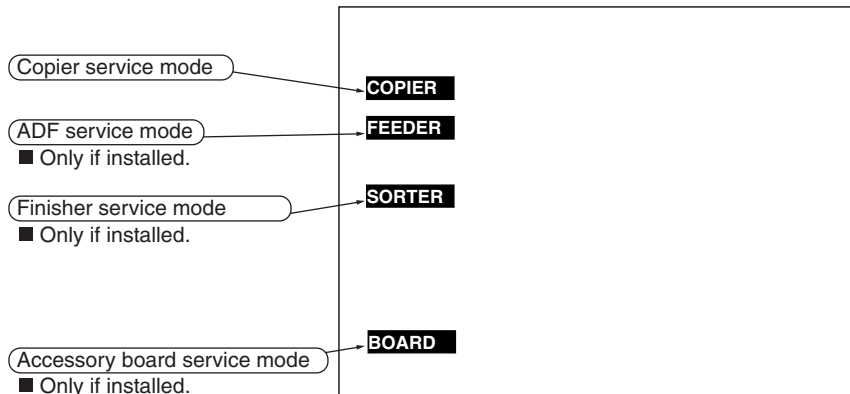 Copier service mode
COPIER
ADF service mode
FEEDER
■ Only if installed.
Finisher service mode
SORTER
■ Only if installed.
Accessory board service mode
BOARD
■ Only if installed.